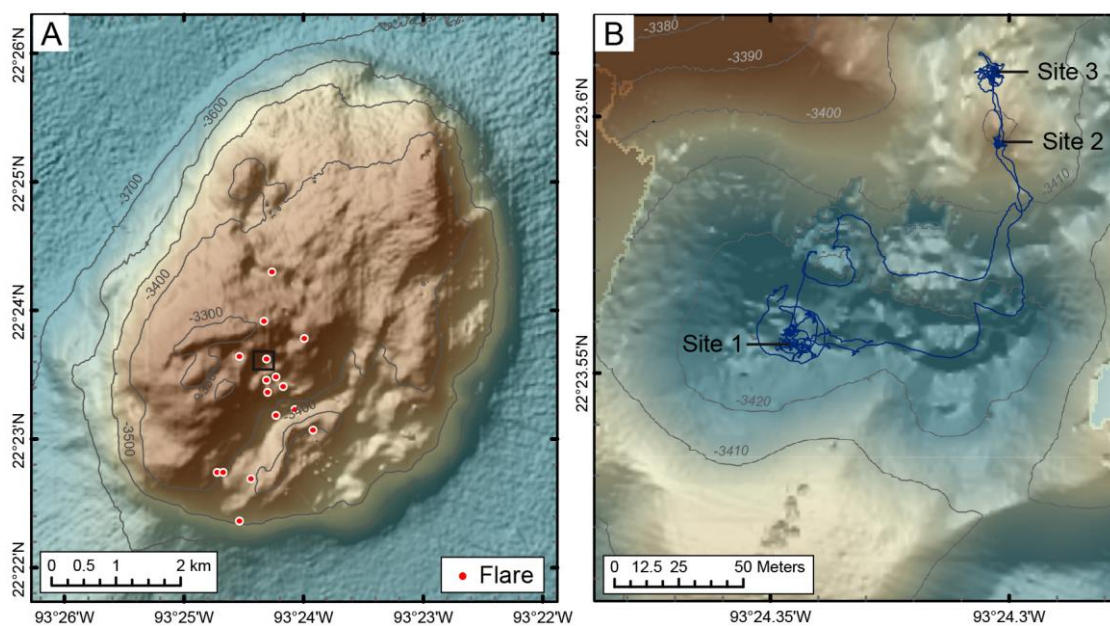 A
22°26'N
22°25'N
22°24'N
22°23'N
22°22'N
-3600
-3700
-3400
-3300
-3500
-3400
0 0.5 1 2 km
Flare
93°26'W
93°25'W
93°24'W
93°23'W
93°22'W
B
-3380
-3390
-3400
-3410
Site 3
Site 2
Site 1
22°23.6'N
22°23.55'N
-3420
-3410
0 12.5 25 50 Meters
93°24.35'W
93°24.3'W